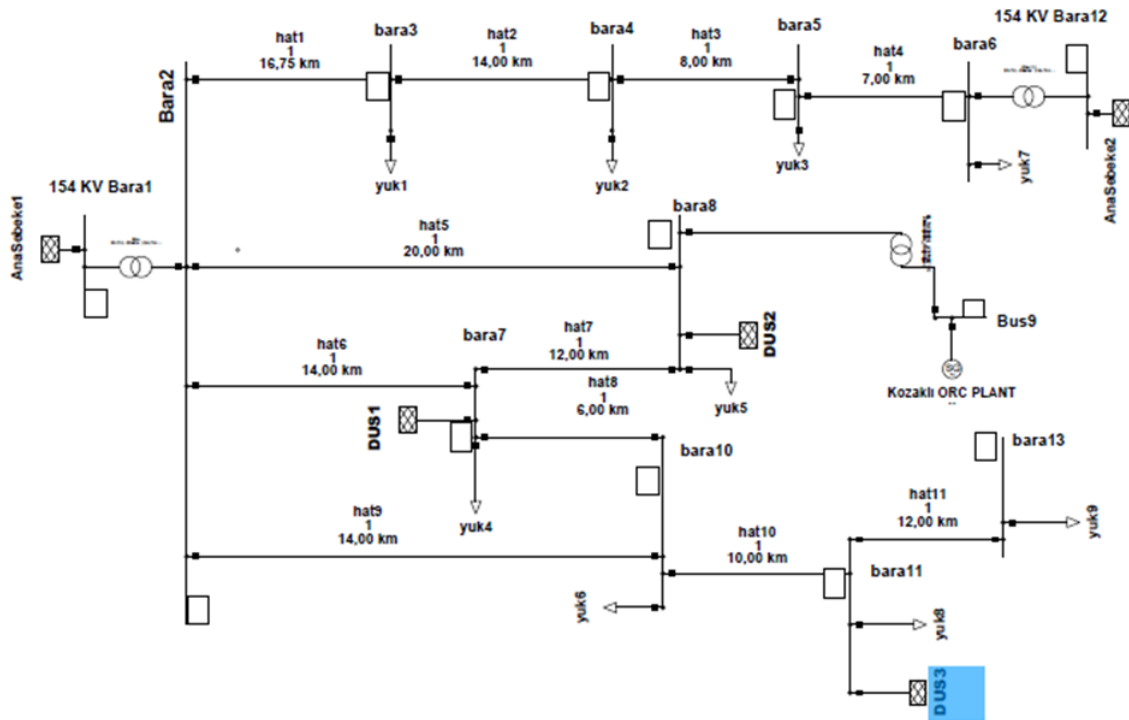 hat1
1
16,75 km
bara3
hat2
1
14,00 km
bara4
hat3
1
8,00 km
bara5
hat4
1
7,00 km
bara6
154 KV Bara12
Bara2
yuk1
yuk2
yuk3
yuk7
AnaSebeke2
154 KV Bara1
AnaSebeke1
hat5
1
20,00 km
bara8
Bus9
Kozaklı ORC PLANT
SG
DUS2
bara7
hat7
1
12,00 km
hat6
1
14,00 km
hat8
1
6,00 km
yuk5
DUS1
yuk4
bara10
bara13
hat9
1
14,00 km
hat10
1
10,00 km
hat11
1
12,00 km
yuk9
bara11
yuk6
yuk8
DUS3